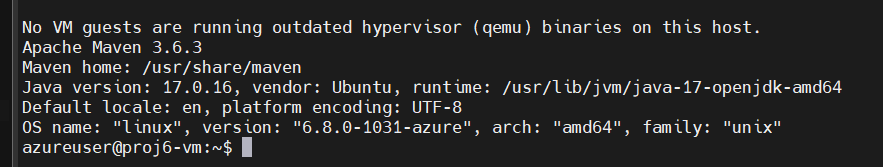 No VM guests are running outdated hypervisor (qemu) binaries on this host.
Apache Maven 3.6.3
Maven home: /usr/share/maven
Java version: 17.0.16, vendor: Ubuntu, runtime: /usr/lib/jvm/java-17-openjdk-amd64
Default locale: en, platform encoding: UTF-8
OS name: "linux", version: "6.8.0-1031-azure", arch: "amd64", family: "unix"
azureuser@proj6-vm:~$